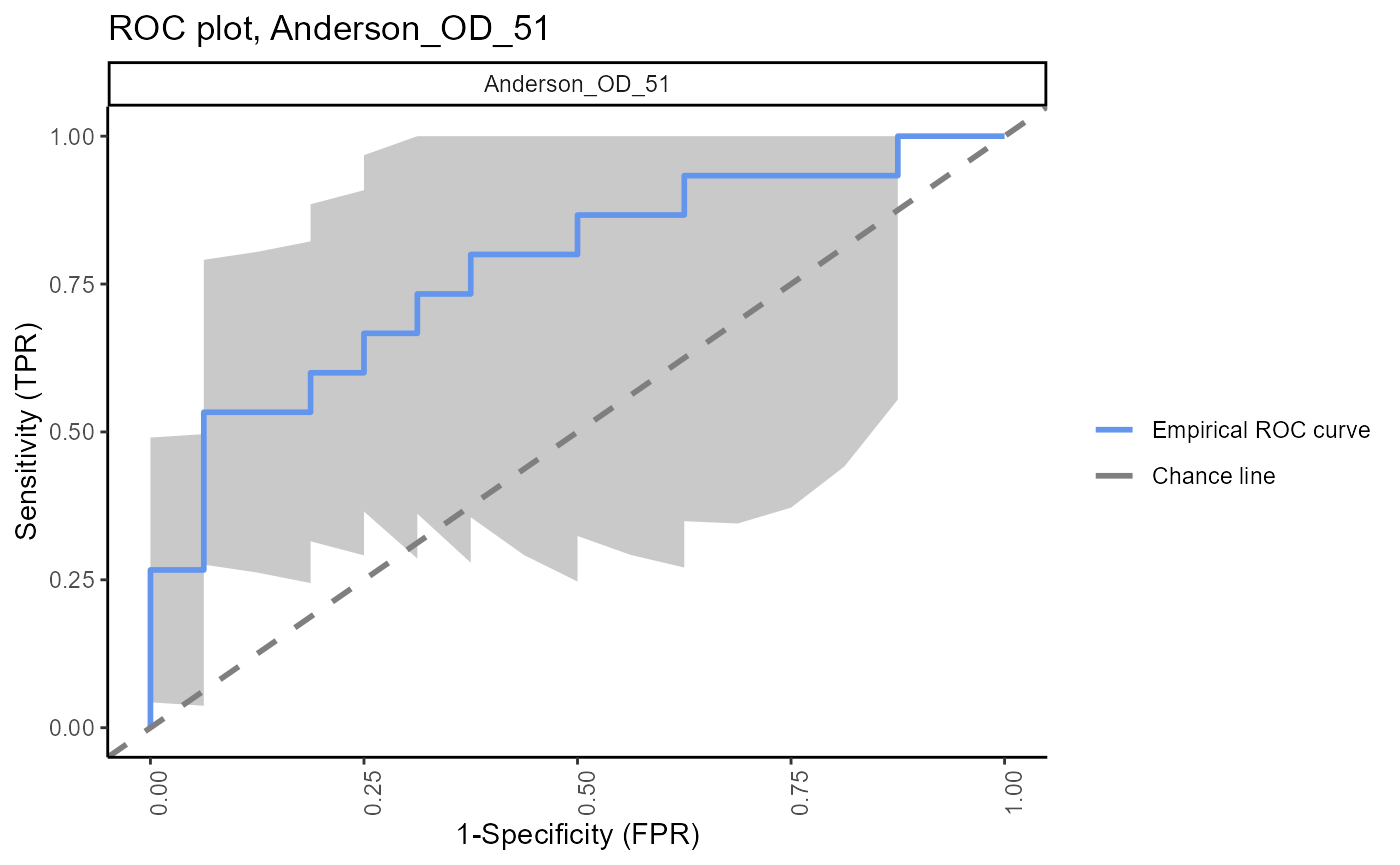 ROC plot, Anderson_OD_51
Anderson_OD_51
1.00
0.75
0.50
0.25
0.00
Sensitivity (TPR)
0.00
0.25
0.50
0.75
1.00
1-Specificity (FPR)
Empirical ROC curve
Chance line